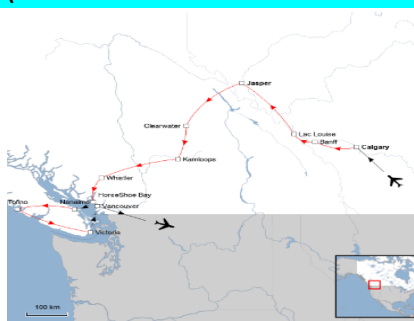 Jasper
Clearwater
Lac Louise
Banff
Calgary
Kamloops
Whistler
HorseShoe Bay
Nanaimo
Vancouver
Tofino
Victoria
100 km